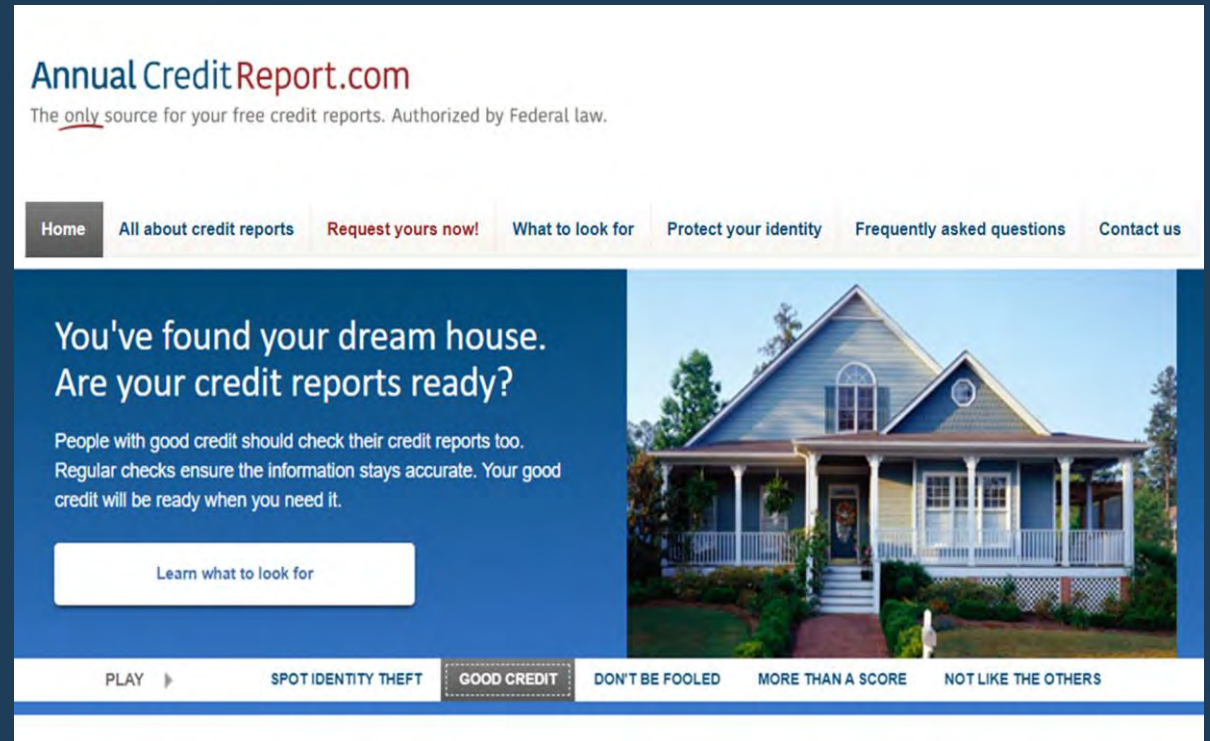 AnnualCreditReport.com
The only source for your free credit reports. Authorized by Federal law.
Home All about credit reports Request yours now! What to look for Protect your identity Frequently asked questions Contact us
You've found your dream house.
Are your credit reports ready?
People with good credit should check their credit reports too.
Regular checks ensure the information stays accurate. Your good
credit will be ready when you need it.
Learn what to look for
PLAY SPOT IDENTITY THEFT GOOD CREDIT DON'T BE FOOLED MORE THAN A SCORE NOT LIKE THE OTHERS